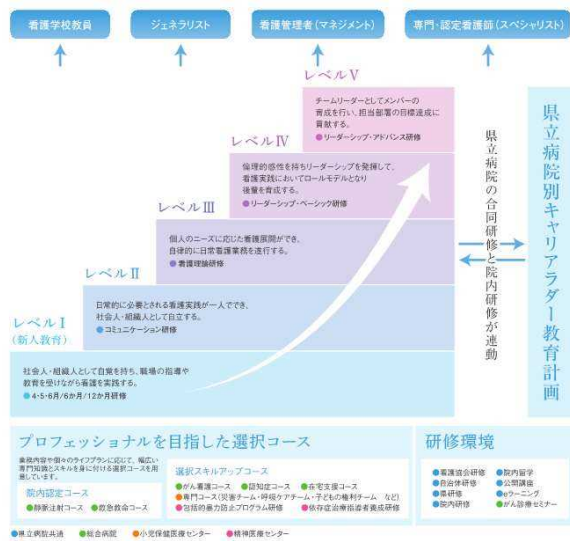 看護学校教員
ジェネラリスト
看護管理者（マネジメント）
専門・認定看護師（スペシャリスト）
レベルⅤ
チームリーダーとしてメンバーの
育成を行い、担当部署の目標達成に
貢献する。
●リーダーシップ・アドバンス研修
レベルⅣ
倫理的感性を持ちリーダーシップを発揮して、
看護実践においてロールモデルとなり
後輩を育成する。
●リーダーシップ・ベーシック研修
レベルⅢ
個人のニーズに応じた看護展開ができ、
自律的に日常看護業務を遂行する。
●看護理論研修
レベルⅡ
日常的に必要とされる看護実践が一人ででき、
社会人・組織人として自立する。
●コミュニケーション研修
レベルⅠ
（新人教育）
社会人・組織人として自覚を持ち、職場の指導や
教育を受けながら看護を実践する。
●4・5・6月/6か月/12か月研修
県立病院の合同研修と院内研修が連動
県立病院別キャリアラダー教育計画
プロフェッショナルを目指した選択コース
業務内容や個々のライフプランに応じて、幅広い
専門知識とスキルを身に付ける選択コースを用
意しています。
院内認定コース
●静脈注射コース ●救急救命コース
選択スキルアップコース
●がん看護コース ●認知症コース ●在宅支援コース
●専門コース（災害チーム・呼吸ケアチーム・子どもの権利チーム など）
●包括的暴力防止プログラム研修 ●依存症治療指導者養成研修
研修環境
●看護協会研修 ●院内留学
●自治体研修 ●公開講座
●県研修 ●eラーニング
●院内研修 ●がん診療セミナー
●県立病院共通 ●総合病院 ●小児保健医療センター ●精神医療センター